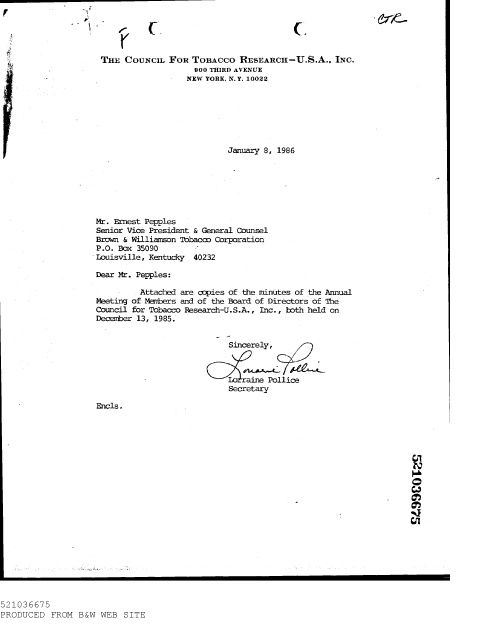 CTR
THE COUNCIL FOR TOBACCO RESEARCH—U.S.A., INC.
900 THIRD AVENUE
NEW YORK, N.Y. 10022
January 8, 1986
Mr. Ernest Pepples
Senior Vice President & General Counsel
Brown & Williamson Tobacco Corporation
P.O. Box 35090
Louisville, Kentucky 40232
Dear Mr. Pepples:
Attached are copies of the minutes of the Annual
Meeting of Members and of the Board of Directors of The
Council for Tobacco Research-U.S.A., Inc., both held on
December 13, 1985.
Sincerely,
Lorraine Pollice
Lorraine Pollice
Secretary
Encls.
521036675
521036675
PRODUCED FROM B&W WEB SITE